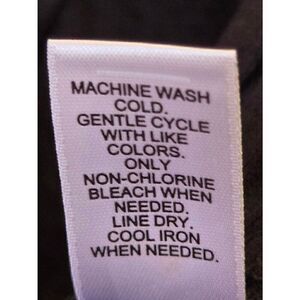 MACHINE WASH
COLD.
GENTLE CYCLE
WITH LIKE
COLORS.
ONLY
NON-CHLORINE
BLEACH WHEN
NEEDED.
LINE DRY.
COOL IRON
WHEN NEEDED.